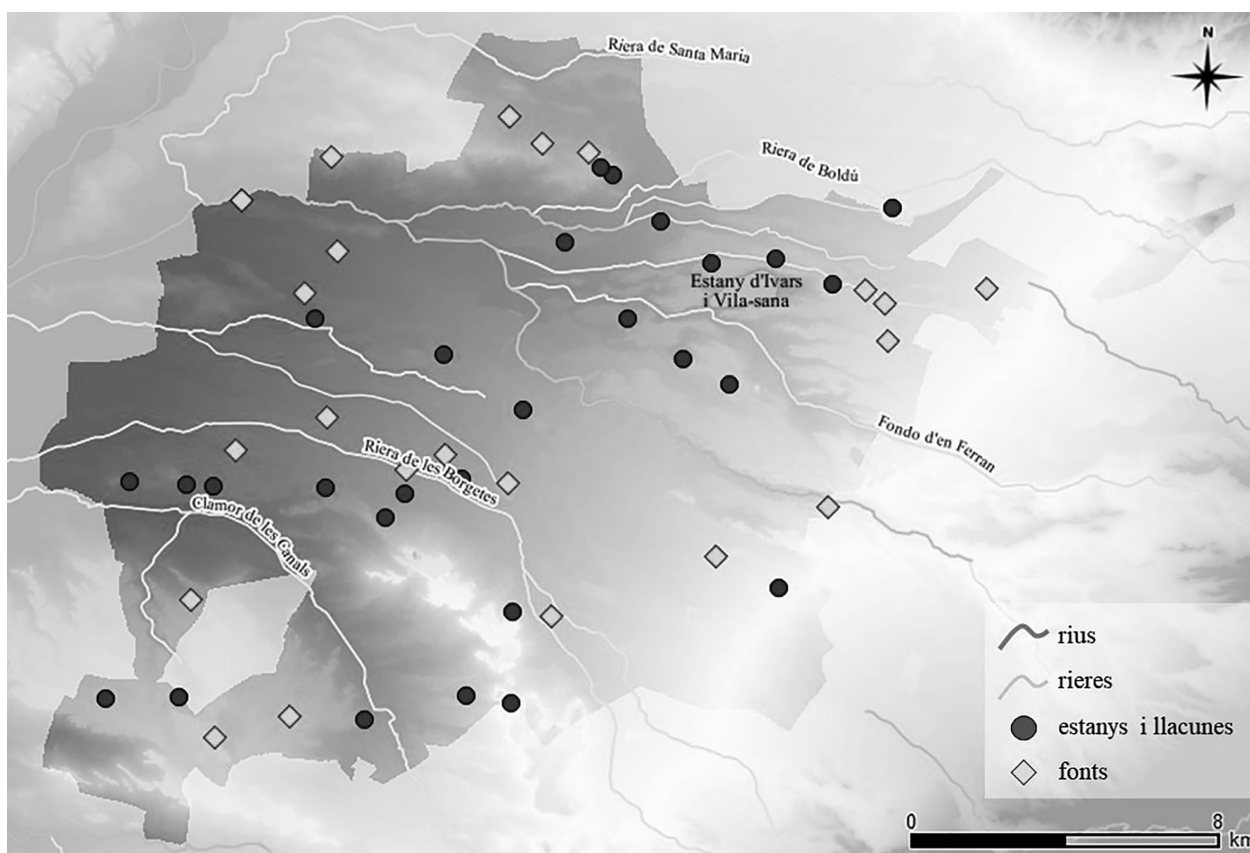 N
Riera de Santa Maria
Riera de Boldú
Estany d'Ivars
i Vila-sana
Fondo d'en Ferran
Riera de les Borgetes
Clamor de les Canals
rius
rieres
estanys i llacunes
fonts
0 8
km